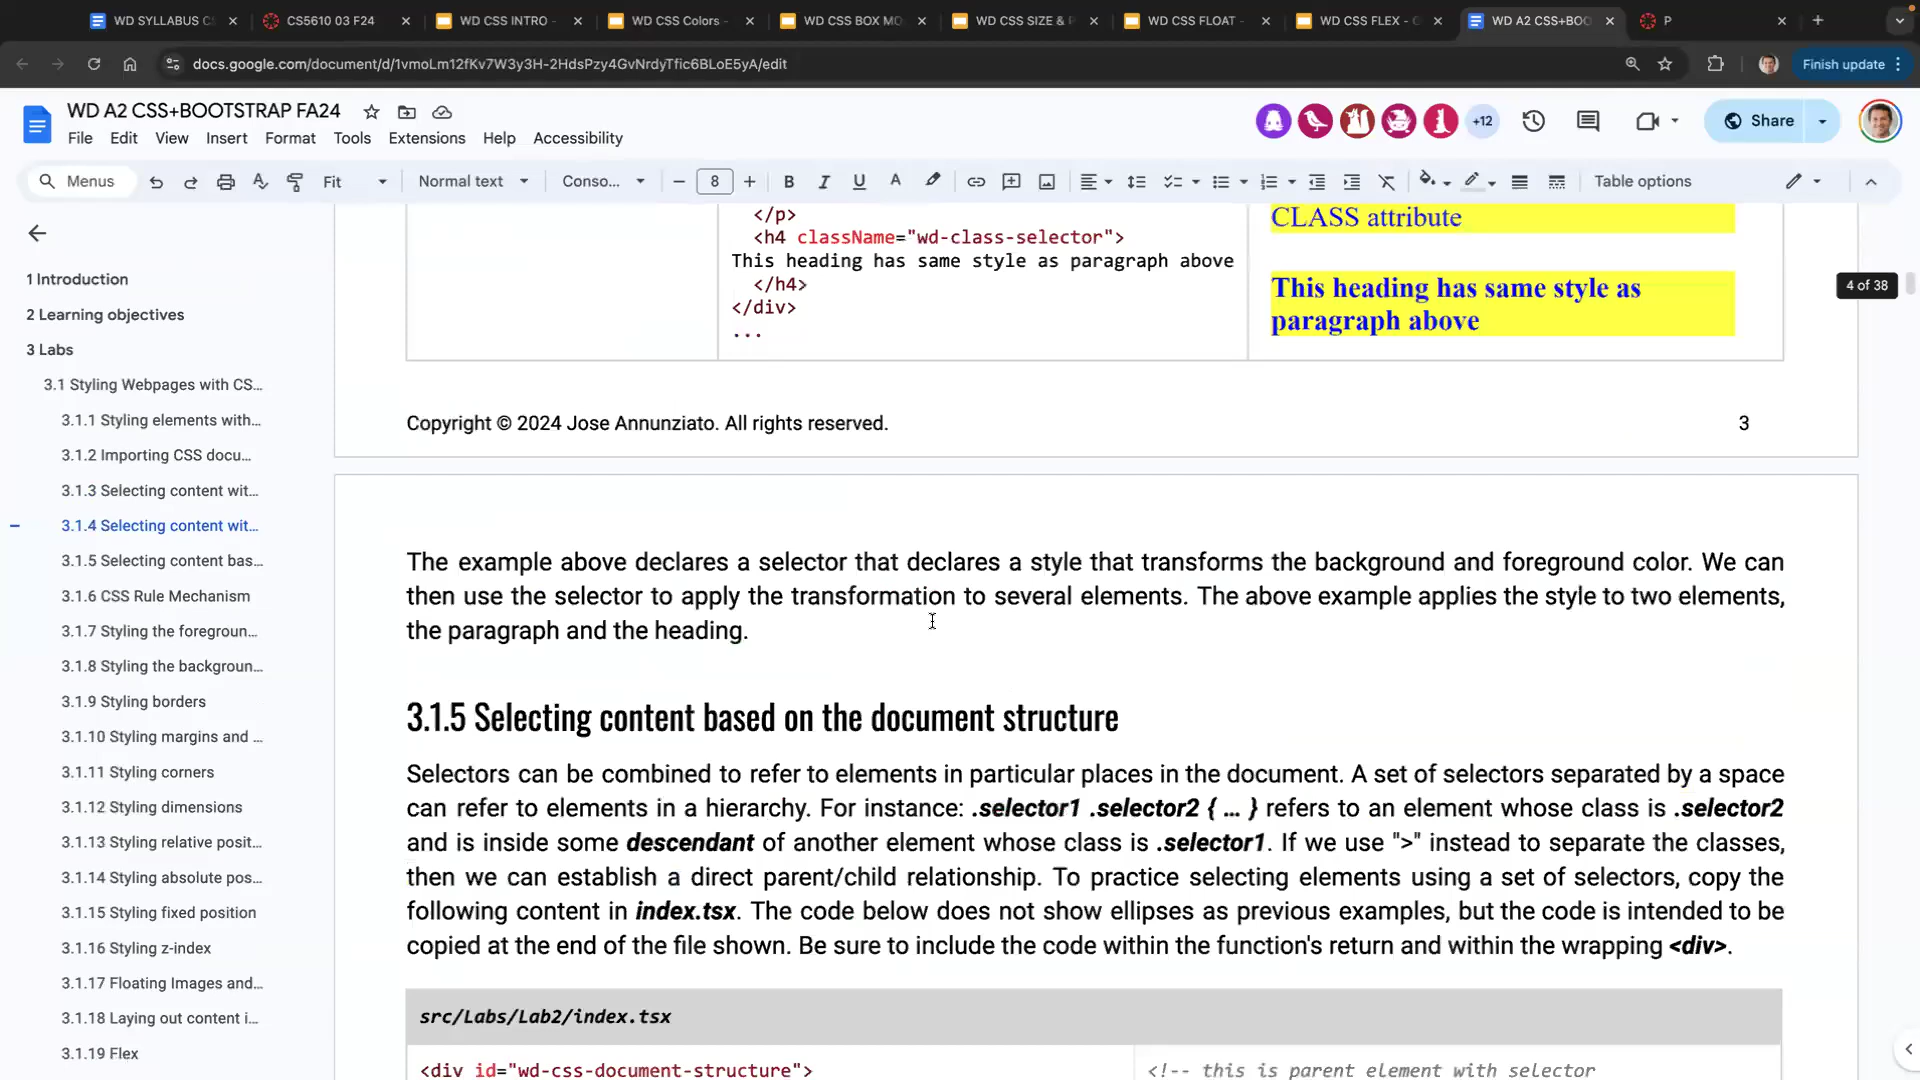 WD SYLLABUS CS
CS5610 03 F24
WD CSS INTRO -
WD CSS Colors -
WD CSS BOX MO
WD CSS SIZE & P
WD CSS FLOAT -
WD CSS FLEX - G
WD A2 CSS+BOO
P
docs.google.com/document/d/1vmoLm12fKv7W3y3H-2HdsPzy4GvNrdyTfic6BLoE5yA/edit
Finish update
WD A2 CSS+BOOTSTRAP FA24
File Edit View Insert Format Tools Extensions Help Accessibility
+12
Share
Menus
Fit
Normal text
Conso...
8
Table options
1 Introduction
2 Learning objectives
3 Labs
3.1 Styling Webpages with CS...
3.1.1 Styling elements with...
3.1.2 Importing CSS docu...
3.1.3 Selecting content wit...
3.1.4 Selecting content wit...
3.1.5 Selecting content bas...
3.1.6 CSS Rule Mechanism
3.1.7 Styling the foregroun...
3.1.8 Styling the backgroun...
3.1.9 Styling borders
3.1.10 Styling margins and ...
3.1.11 Styling corners
3.1.12 Styling dimensions
3.1.13 Styling relative posit...
3.1.14 Styling absolute pos...
3.1.15 Styling fixed position
3.1.16 Styling z-index
3.1.17 Floating Images and...
3.1.18 Laying out content i...
3.1.19 Flex
</p>
<h4 className="wd-class-selector">
This heading has same style as paragraph above
</h4>
</div>
...
CLASS attribute
This heading has same style as
paragraph above
4 of 38
Copyright © 2024 Jose Annunziato. All rights reserved.
3
The example above declares a selector that declares a style that transforms the background and foreground color. We can
then use the selector to apply the transformation to several elements. The above example applies the style to two elements,
the paragraph and the heading.
3.1.5 Selecting content based on the document structure
Selectors can be combined to refer to elements in particular places in the document. A set of selectors separated by a space
can refer to elements in a hierarchy. For instance: .selector1 .selector2 { … } refers to an element whose class is .selector2
and is inside some descendant of another element whose class is .selector1. If we use ">" instead to separate the classes,
then we can establish a direct parent/child relationship. To practice selecting elements using a set of selectors, copy the
following content in index.tsx. The code below does not show ellipses as previous examples, but the code is intended to be
copied at the end of the file shown. Be sure to include the code within the function's return and within the wrapping <div>.
src/Labs/Lab2/index.tsx
<div id="wd-css-document-structure">
<!-- this is parent element with selector